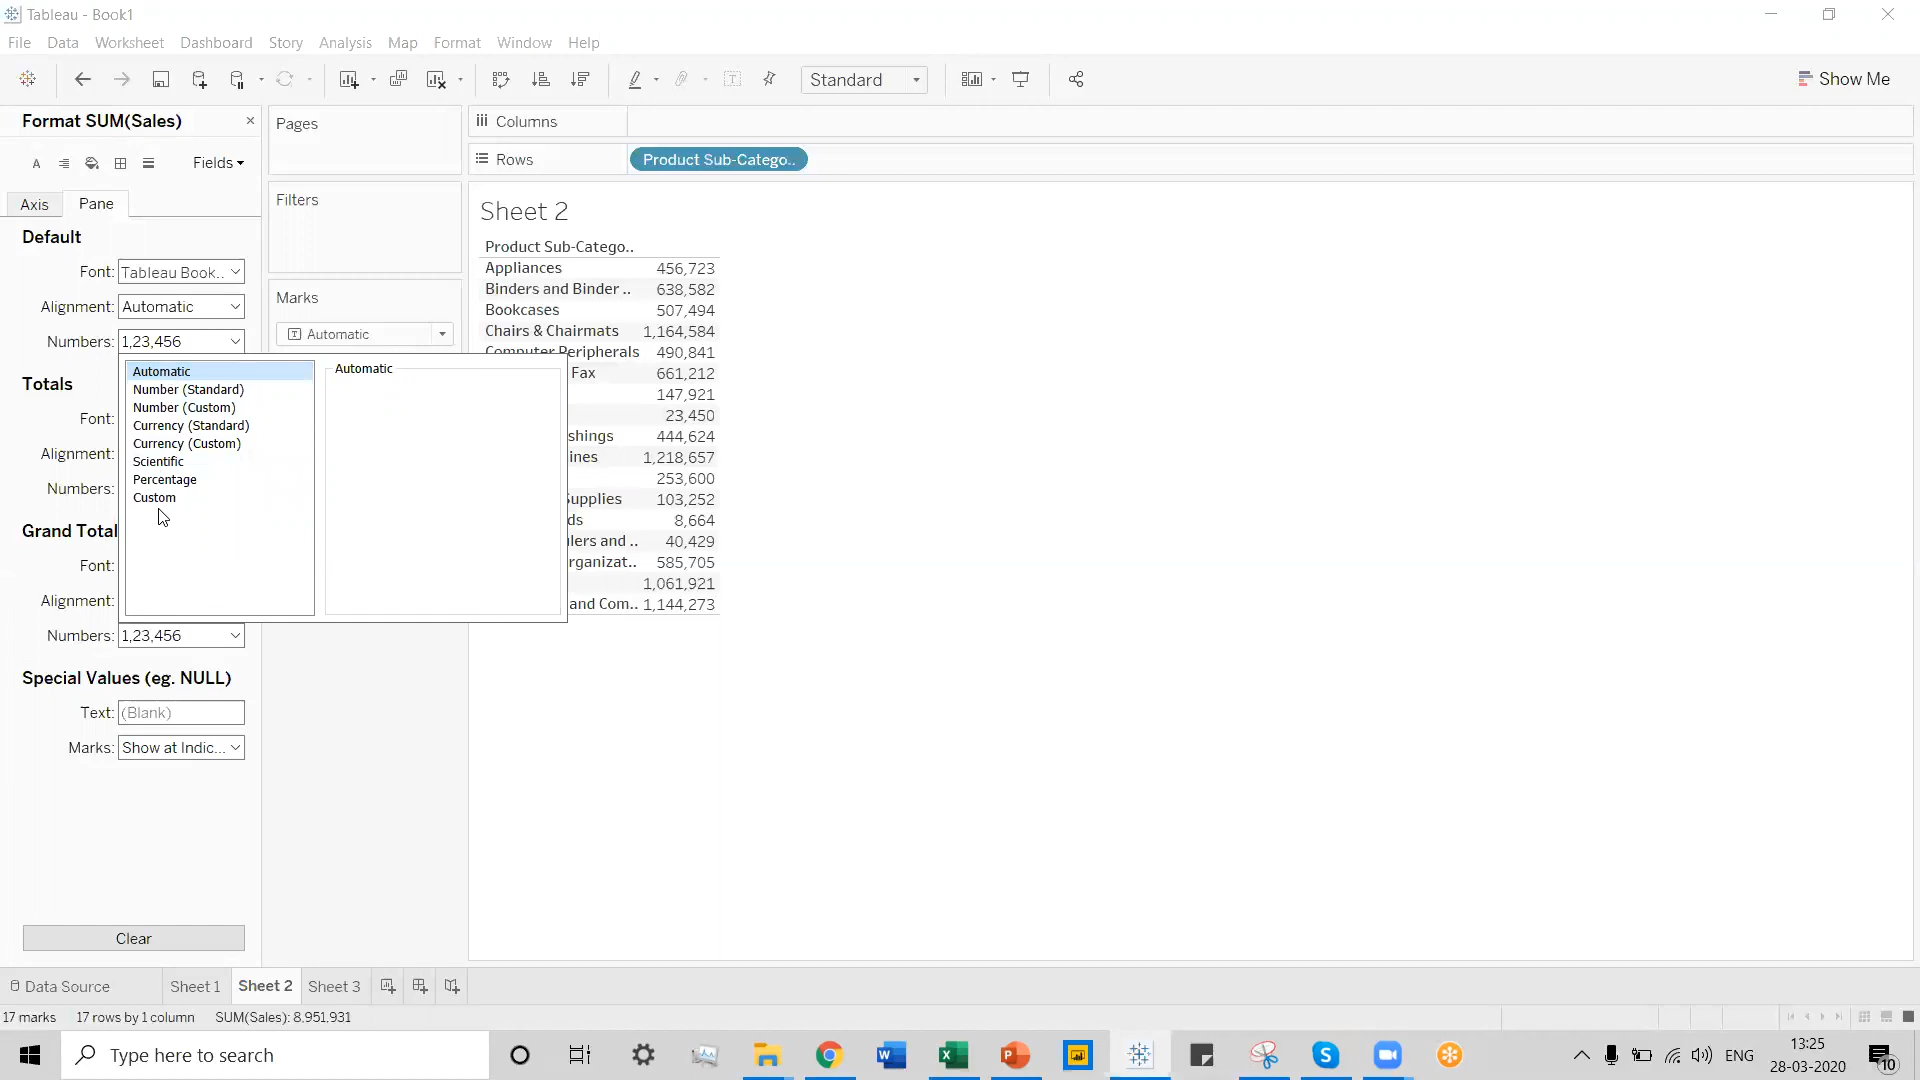 Tableau - Book1
File Data Worksheet Dashboard Story Analysis Map Format Window Help
Standard
Show Me
Format SUM(Sales)
Fields
Axis Pane
Default
Font: Tableau Book..
Alignment: Automatic
Numbers: 1,23,456
Totals
Font:
Alignment:
Numbers:
Grand Total
Font:
Alignment:
Numbers: 1,23,456
Special Values (eg. NULL)
Text: (Blank)
Marks: Show at Indic...
Clear
Automatic
Number (Standard)
Number (Custom)
Currency (Standard)
Currency (Custom)
Scientific
Percentage
Custom
Automatic
Pages
Filters
Marks
Automatic
Columns
Rows
Product Sub-Catego..
Sheet 2
Product Sub-Catego..
Appliances 456,723
Binders and Binder .. 638,582
Bookcases 507,494
Chairs & Chairmats 1,164,584
Computer Peripherals 490,841
Fax 661,212
147,921
23,450
shings 444,624
ines 1,218,657
253,600
Supplies 103,252
ds 8,664
ulers and .. 40,429
rganizat.. 585,705
1,061,921
and Com.. 1,144,273
Data Source Sheet 1 Sheet 2 Sheet 3
17 marks 17 rows by 1 column SUM(Sales): 8,951,931
Type here to search
ENG
13:25
28-03-2020
10